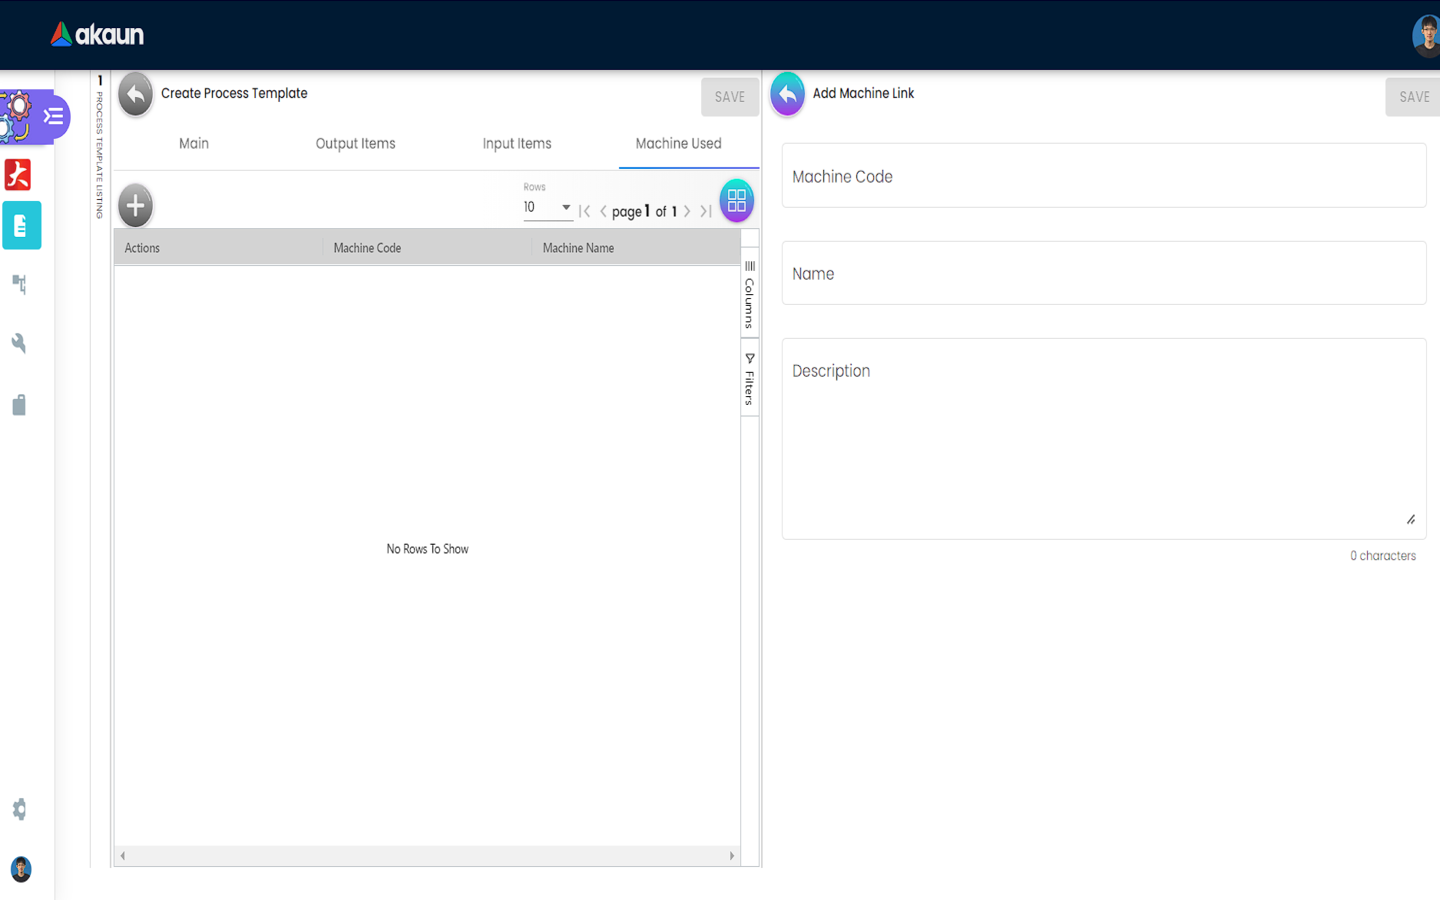 akaun
1
PROCESS TEMPLATE LISTING
Create Process Template
SAVE
Main
Output Items
Input Items
Machine Used
Rows
10
page 1 of 1
Actions
Machine Code
Machine Name
Columns
Filters
No Rows To Show
Add Machine Link
SAVE
Machine Code
Name
Description
0 characters
大